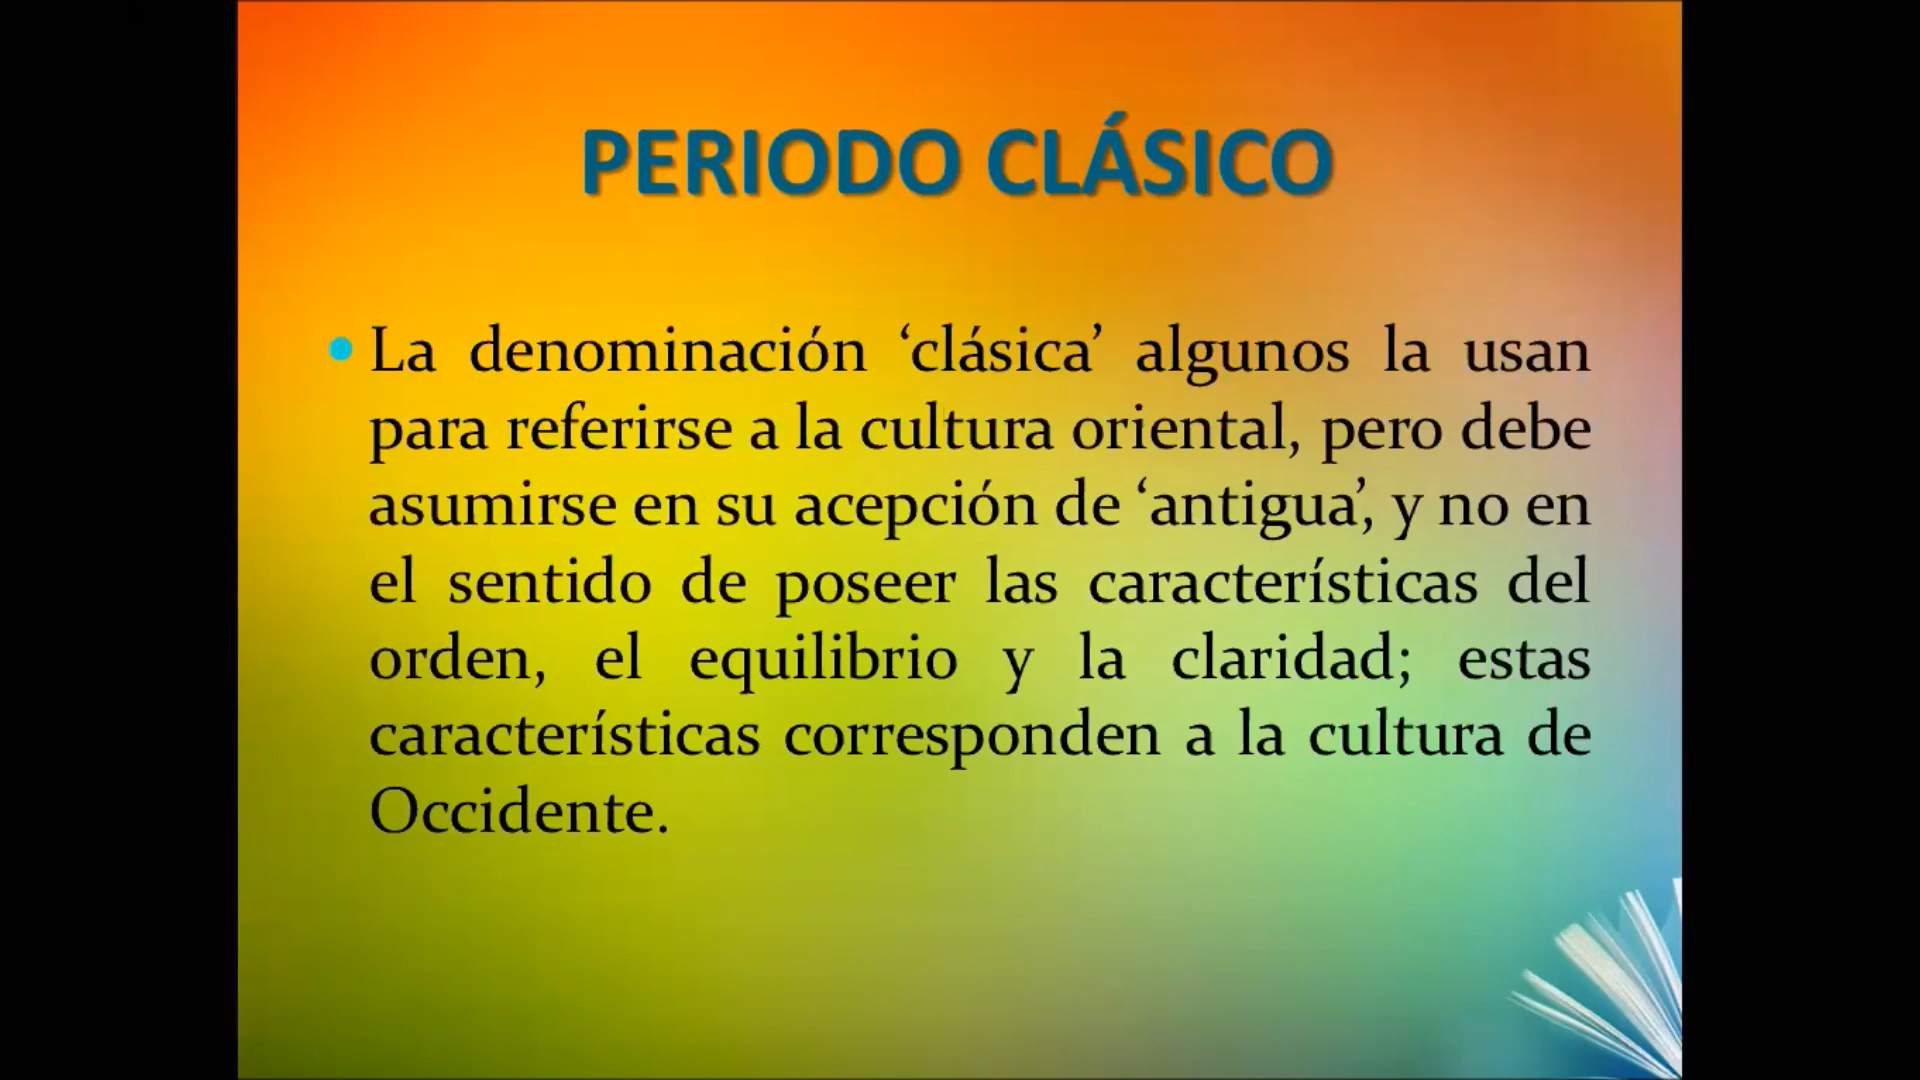 PERIODO CLÁSICO
• La denominación ‘clásica’ algunos la usan
para referirse a la cultura oriental, pero debe
asumirse en su acepción de ‘antigua’, y no en
el sentido de poseer las características del
orden, el equilibrio y la claridad; estas
características corresponden a la cultura de
Occidente.